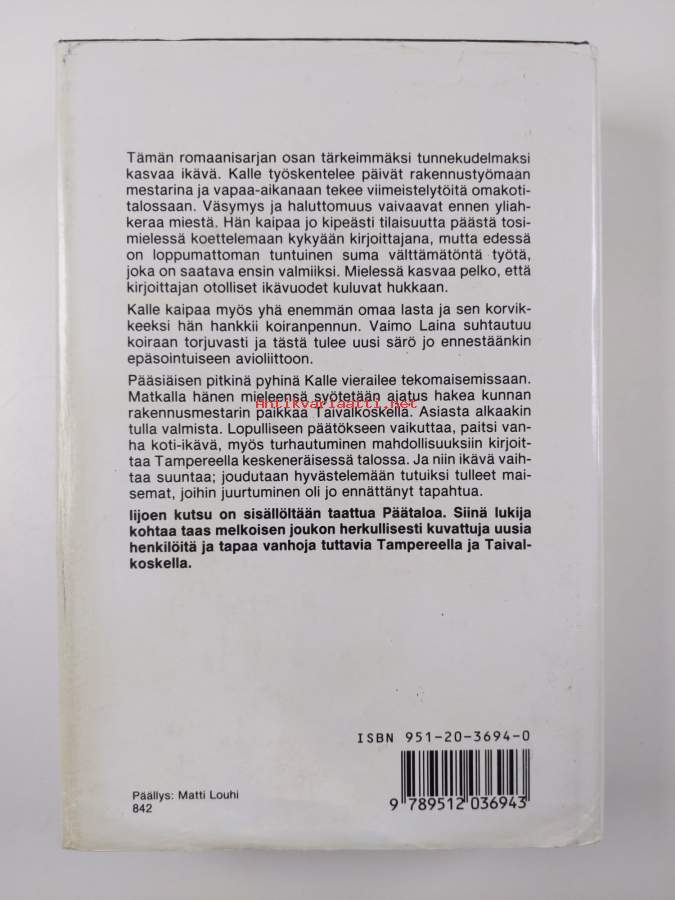 Tämän romaanisarjan osan tärkeimmäksi tunnekudelmaksi
kasvaa ikävä. Kalle työskentelee päivät rakennustyömaan
mestarina ja vapaa-aikanaan tekee viimeistelytöitä omakoti-
talossaan. Väsymys ja haluttomuus vaivaavat ennen yliah-
keraa miestä. Hän kaipaa jo kipeästi tilaisuutta päästä tosi-
mielessä koettelemaan kykyään kirjoittajana, mutta edessä
on loppumattoman tuntuinen suma välttämätöntä työtä,
joka on saatava ensin valmiiksi. Mielessä kasvaa pelko, että
kirjoittajan otolliset ikävuodet kuluvat hukkaan.
Kalle kaipaa myös yhä enemmän omaa lasta ja sen korvik-
keeksi hän hankkii koiranpennun. Vaimo Laina suhtautuu
koiraan torjuvasti ja tästä tulee uusi särö jo ennestäänkin
epäsointuiseen avioliittoon.
Pääsiäisen pitkinä pyhinä Kalle vierailee tekomaisemissaan.
Matkalla hänen mieleensä syötetään ajatus hakea kunnan
Antikvariaatti.net
rakennusmestarin paikkaa Taivalkoskella. Asiasta alkaakin
tulla valmista. Lopulliseen päätökseen vaikuttaa, paitsi van-
ha koti-ikävä, myös turhautuminen mahdollisuuksiin kirjoit-
taa Tampereella keskeneräisessä talossa. Ja niin ikävä vaih-
taa suuntaa; joudutaan hyvästelemään tutuiksi tulleet mai-
semat, joihin juurtuminen oli jo ennättänyt tapahtua.
Iijoen kutsu on sisällöltään taattua Päätaloa. Siinä lukija
kohtaa taas melkoisen joukon herkullisesti kuvattuja uusia
henkilöitä ja tapaa vanhoja tuttavia Tampereella ja Taival-
koskella.
ISBN 951-20-3694-0
9 789512 036943
Päällys: Matti Louhi
842